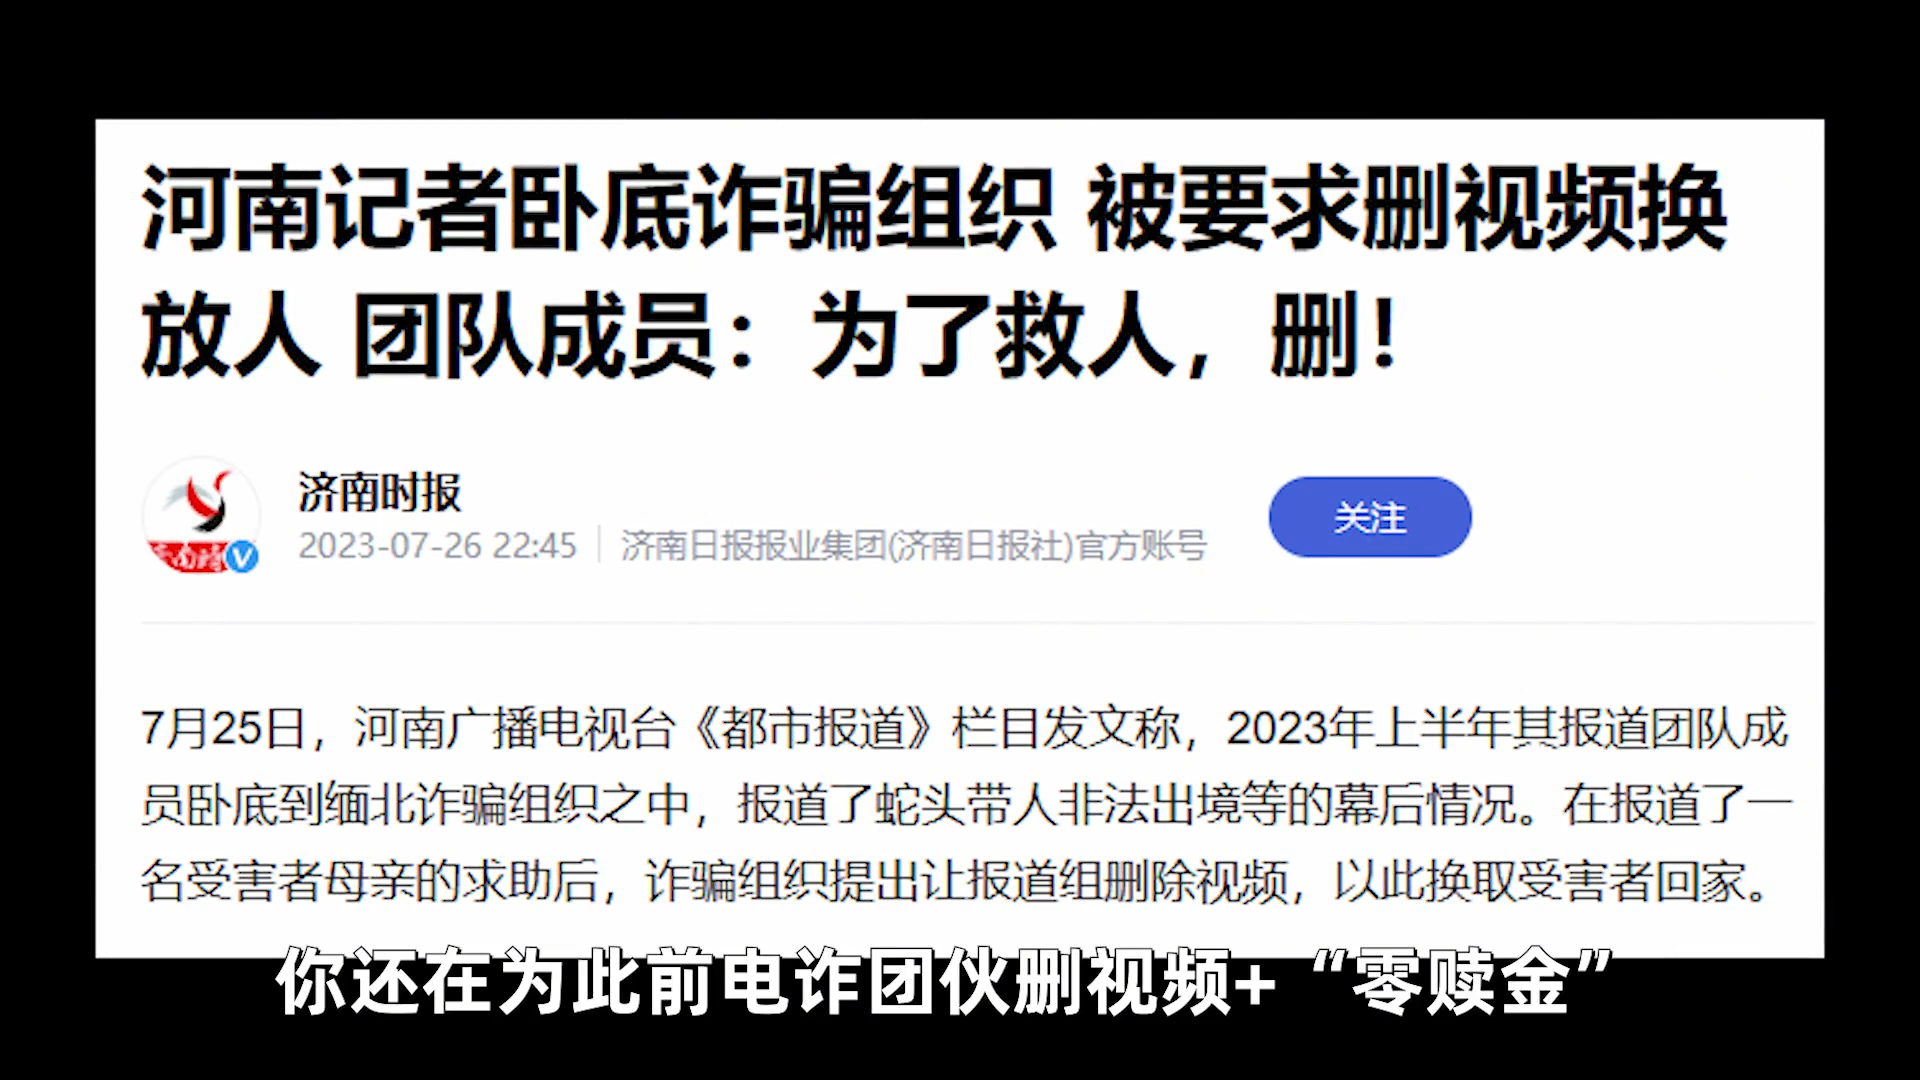 河南记者卧底诈骗组织 被要求删视频换
放人 团队成员：为了救人，删！
济南时报
2023-07-26 22:45 济南日报报业集团(济南日报社)官方账号
关注
7月25日，河南广播电视台《都市报道》栏目发文称，2023年上半年其报道团队成
员卧底到缅北诈骗组织之中，报道了蛇头带人非法出境等的幕后情况。在报道了一
名受害者母亲的求助后，诈骗组织提出让报道组删除视频，以此换取受害者回家。
你还在为此前电诈团伙删视频+“零赎金”